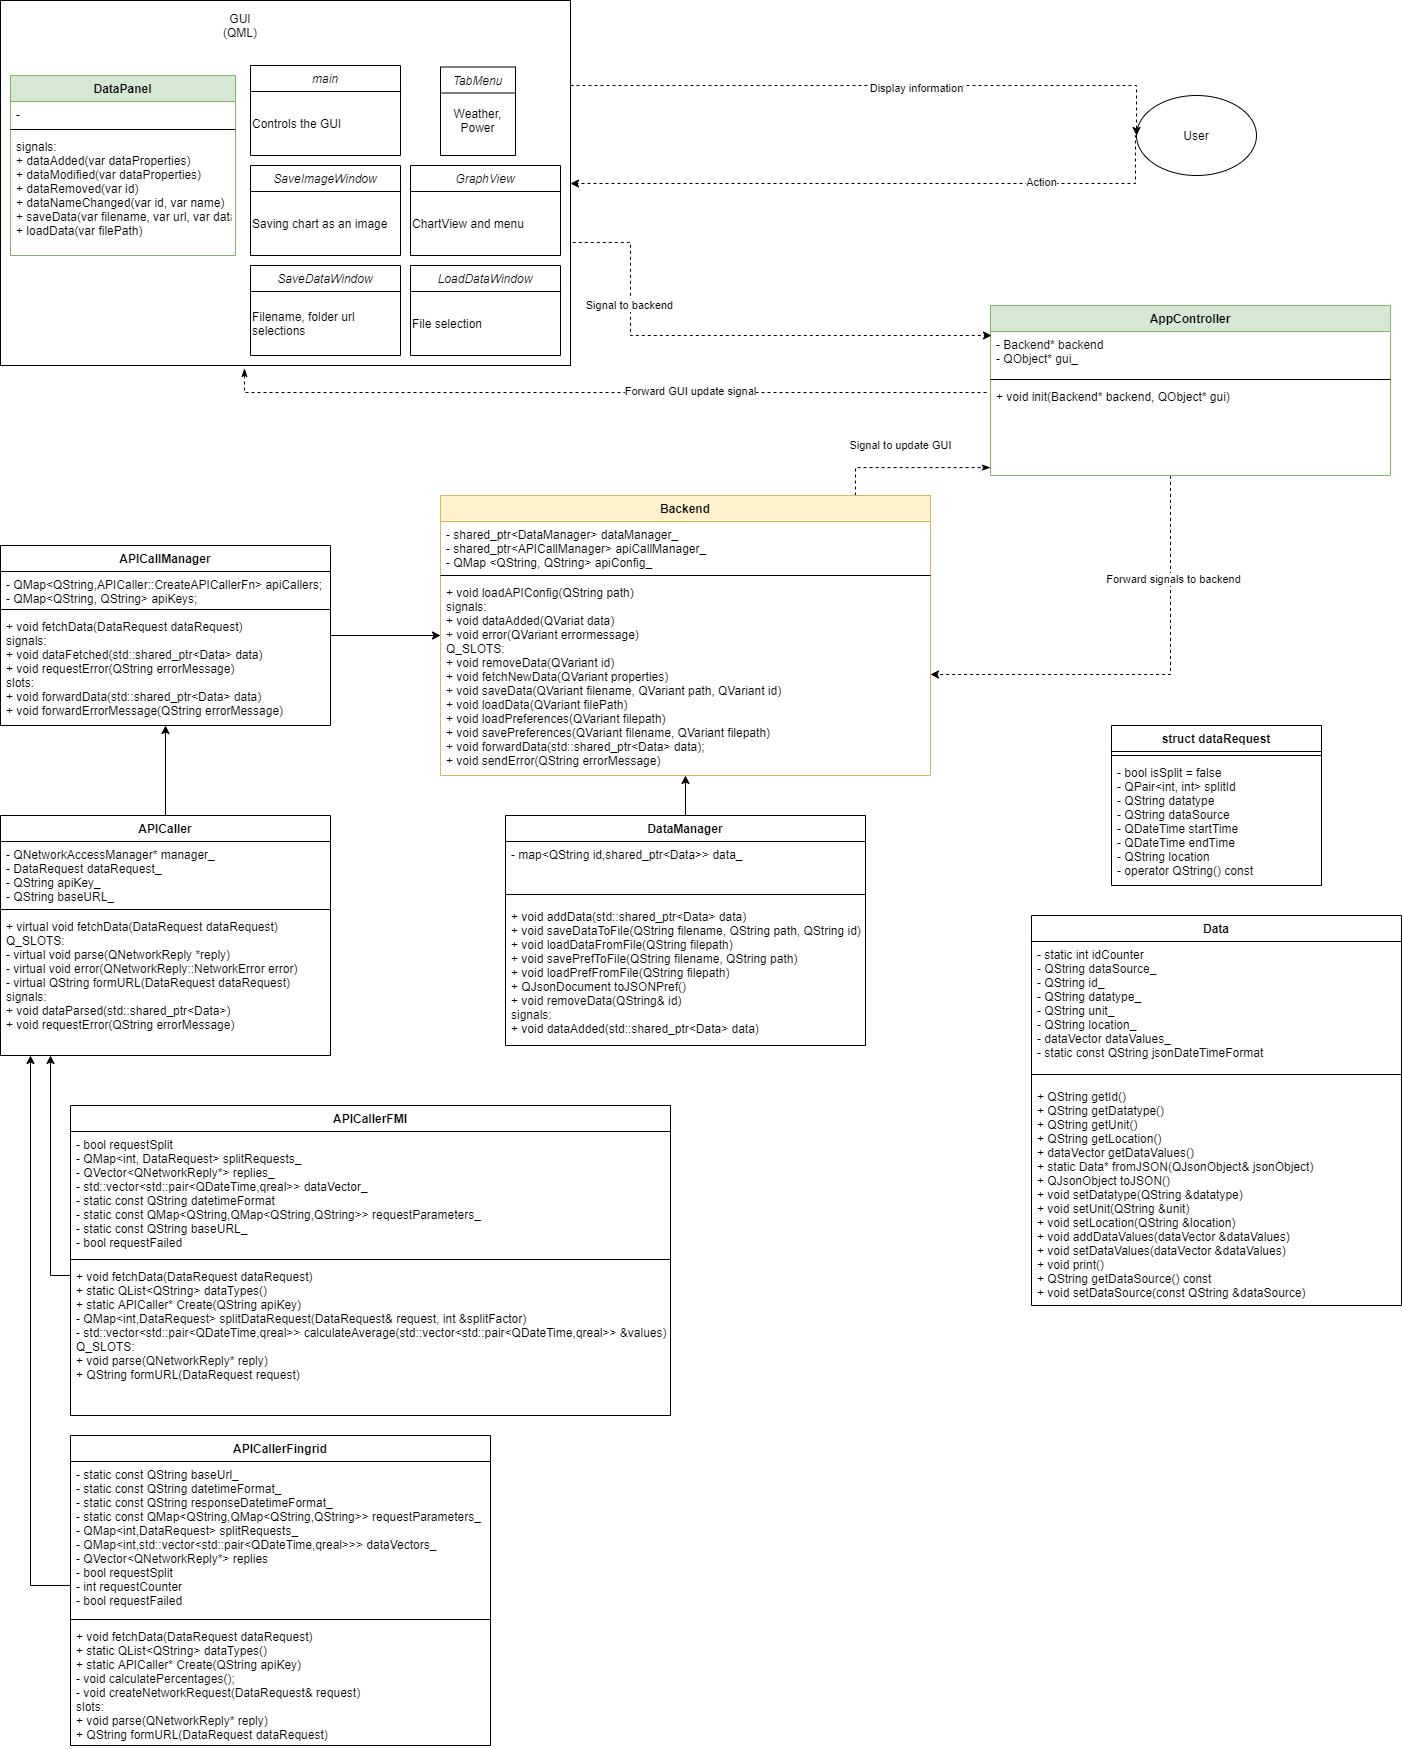 GUI
(QML)
DataPanel
-
signals:
+ dataAdded(var dataProperties)
+ dataModified(var dataProperties)
+ dataRemoved(var id)
+ dataNameChanged(var id, var name)
+ saveData(var filename, var url, var data
+ loadData(var filePath)
main
Controls the GUI
TabMenu
Weather,
Power
SaveImageWindow
Saving chart as an image
GraphView
ChartView and menu
SaveDataWindow
Filename, folder url
selections
LoadDataWindow
File selection
Display information
User
Action
Signal to backend
Forward GUI update signal
AppController
- Backend* backend
- QObject* gui_
+ void init(Backend* backend, QObject* gui)
Signal to update GUI
Forward signals to backend
Backend
- shared_ptr<DataManager> dataManager_
- shared_ptr<APICallManager> apiCallManager_
- QMap <QString, QString> apiConfig_
+ void loadAPIConfig(QString path)
signals:
+ void dataAdded(QVariat data)
+ void error(QVariant errormessage)
Q_SLOTS:
+ void removeData(QVariant id)
+ void fetchNewData(QVariant properties)
+ void saveData(QVariant filename, QVariant path, QVariant id)
+ void loadData(QVariant filePath)
+ void loadPreferences(QVariant filepath)
+ void savePreferences(QVariant filename, QVariant filepath)
+ void forwardData(std::shared_ptr<Data> data);
+ void sendError(QString errorMessage)
APICallManager
- QMap<QString,APICaller::CreateAPICallerFn> apiCallers;
- QMap<QString, QString> apiKeys;
+ void fetchData(DataRequest dataRequest)
signals:
+ void dataFetched(std::shared_ptr<Data> data)
+ void requestError(QString errorMessage)
slots:
+ void forwardData(std::shared_ptr<Data> data)
+ void forwardErrorMessage(QString errorMessage)
APICaller
- QNetworkAccessManager* manager_
- DataRequest dataRequest_
- QString apiKey_
- QString baseURL_
+ virtual void fetchData(DataRequest dataRequest)
Q_SLOTS:
- virtual void parse(QNetworkReply *reply)
- virtual void error(QNetworkReply::NetworkError error)
- virtual QString formURL(DataRequest dataRequest)
signals:
+ void dataParsed(std::shared_ptr<Data>)
+ void requestError(QString errorMessage)
DataManager
- map<QString id,shared_ptr<Data>> data_
+ void addData(std::shared_ptr<Data> data)
+ void saveDataToFile(QString filename, QString path, QString id)
+ void loadDataFromFile(QString filepath)
+ void savePrefToFile(QString filename, QString path)
+ void loadPrefFromFile(QString filepath)
+ QJsonDocument toJSONPref()
+ void removeData(QString& id)
signals:
+ void dataAdded(std::shared_ptr<Data> data)
struct dataRequest
- bool isSplit = false
- QPair<int, int> splitId
- QString datatype
- QString dataSource
- QDateTime startTime
- QDateTime endTime
- QString location
- operator QString() const
Data
- static int idCounter
- QString dataSource_
- QString id_
- QString datatype_
- QString unit_
- QString location_
- dataVector dataValues_
- static const QString jsonDateTimeFormat
+ QString getId()
+ QString getDatatype()
+ QString getUnit()
+ QString getLocation()
+ dataVector getDataValues()
+ static Data* fromJSON(QJsonObject& jsonObject)
+ QJsonObject toJSON()
+ void setDatatype(QString &datatype)
+ void setUnit(QString &unit)
+ void setLocation(QString &location)
+ void addDataValues(dataVector &dataValues)
+ void setDataValues(dataVector &dataValues)
+ void print()
+ QString getDataSource() const
+ void setDataSource(const QString &dataSource)
APICallerFMI
- bool requestSplit
- QMap<int, DataRequest> splitRequests_
- QVector<QNetworkReply*> replies_
- std::vector<std::pair<QDateTime,qreal>> dataVector_
- static const QString datetimeFormat
- static const QMap<QString,QMap<QString,QString>> requestParameters_
- static const QString baseURL_
- bool requestFailed
+ void fetchData(DataRequest dataRequest)
+ static QList<QString> dataTypes()
+ static APICaller* Create(QString apiKey)
- QMap<int,DataRequest> splitDataRequest(DataRequest& request, int &splitFactor)
- std::vector<std::pair<QDateTime,qreal>> calculateAverage(std::vector<std::pair<QDateTime,qreal>> &values)
Q_SLOTS:
+ void parse(QNetworkReply* reply)
+ QString formURL(DataRequest request)
APICallerFingrid
- static const QString baseUrl_
- static const QString datetimeFormat_
- static const QString responseDatetimeFormat_
- static const QMap<QString,QMap<QString,QString>> requestParameters_
- QMap<int,DataRequest> splitRequests_
- QMap<int,std::vector<std::pair<QDateTime,qreal>>> dataVectors_
- QVector<QNetworkReply*> replies
- bool requestSplit
- int requestCounter
- bool requestFailed
+ void fetchData(DataRequest dataRequest)
+ static QList<QString> dataTypes()
+ static APICaller* Create(QString apiKey)
- void calculatePercentages();
- void createNetworkRequest(DataRequest& request)
slots:
+ void parse(QNetworkReply* reply)
+ QString formURL(DataRequest dataRequest)